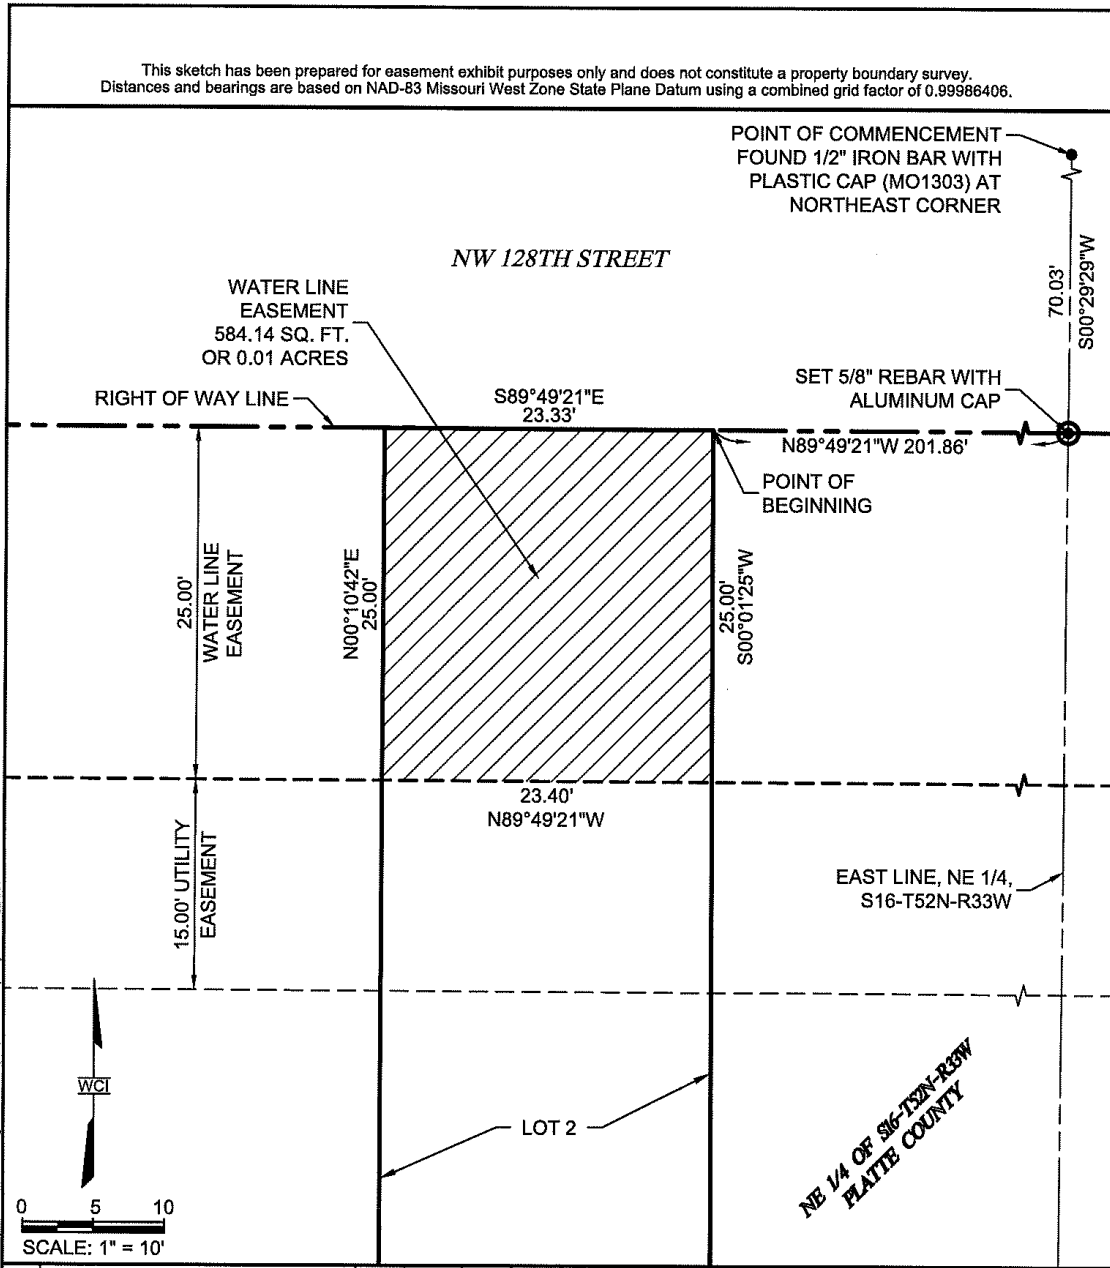 This sketch has been prepared for easement exhibit purposes only and does not constitute a property boundary survey.
Distances and bearings are based on NAD-83 Missouri West Zone State Plane Datum using a combined grid factor of 0.99986406.
POINT OF COMMENCEMENT
FOUND 1/2" IRON BAR WITH
PLASTIC CAP (MO1303) AT
NORTHEAST CORNER
NW 128TH STREET
70.03'
S00°29'29"W
WATER LINE
EASEMENT
584.14 SQ. FT.
OR 0.01 ACRES
RIGHT OF WAY LINE
S89°49'21"E
23.33'
SET 5/8" REBAR WITH
ALUMINUM CAP
N89°49'21"W 201.86'
POINT OF
BEGINNING
25.00'
WATER LINE
EASEMENT
N00°10'42"E
25.00'
25.00'
S00°01'25"W
23.40'
N89°49'21"W
15.00' UTILITY
EASEMENT
EAST LINE, NE 1/4,
S16-T52N-R33W
WCI
LOT 2
NE 1/4 OF S16-T52N-R33W
PLATTE COUNTY
0 5 10
SCALE: 1" = 10'